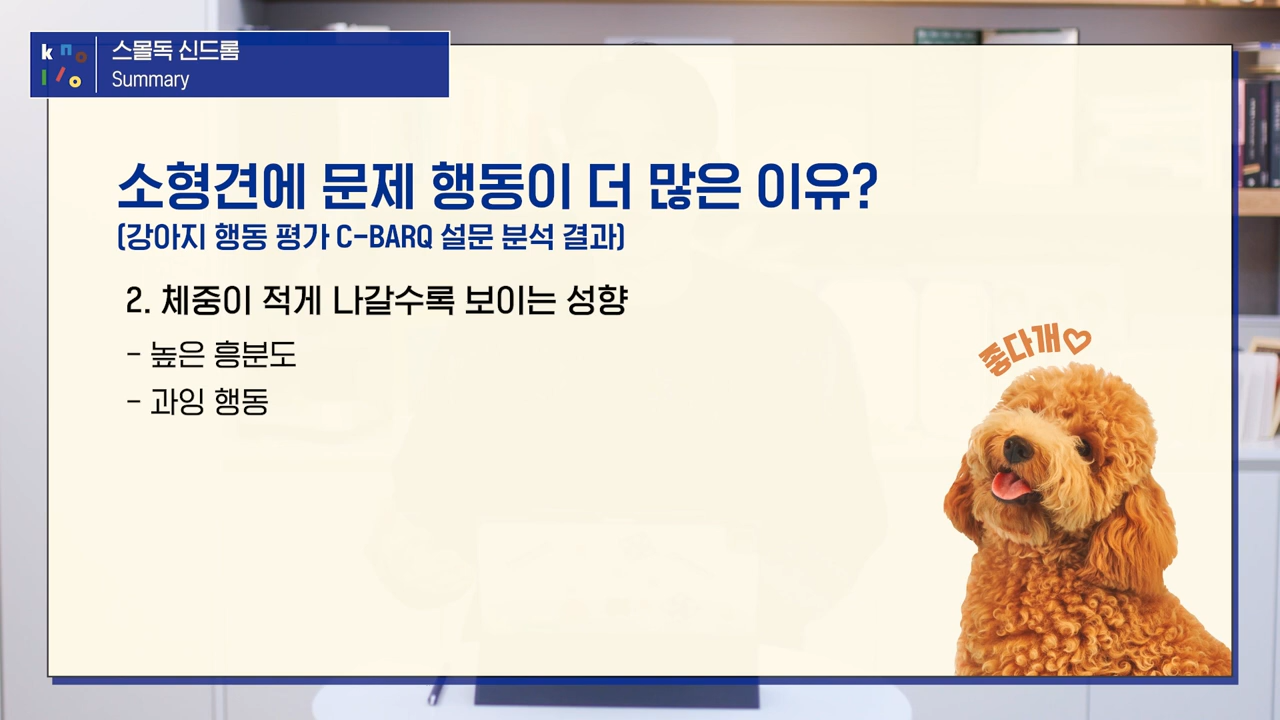 knollo
스몰독 신드롬
Summary
소형견에 문제 행동이 더 많은 이유?
(강아지 행동 평가 C-BARQ 설문 분석 결과)
2. 체중이 적게 나갈수록 보이는 성향
- 높은 흥분도
- 과잉 행동
좋다개♡